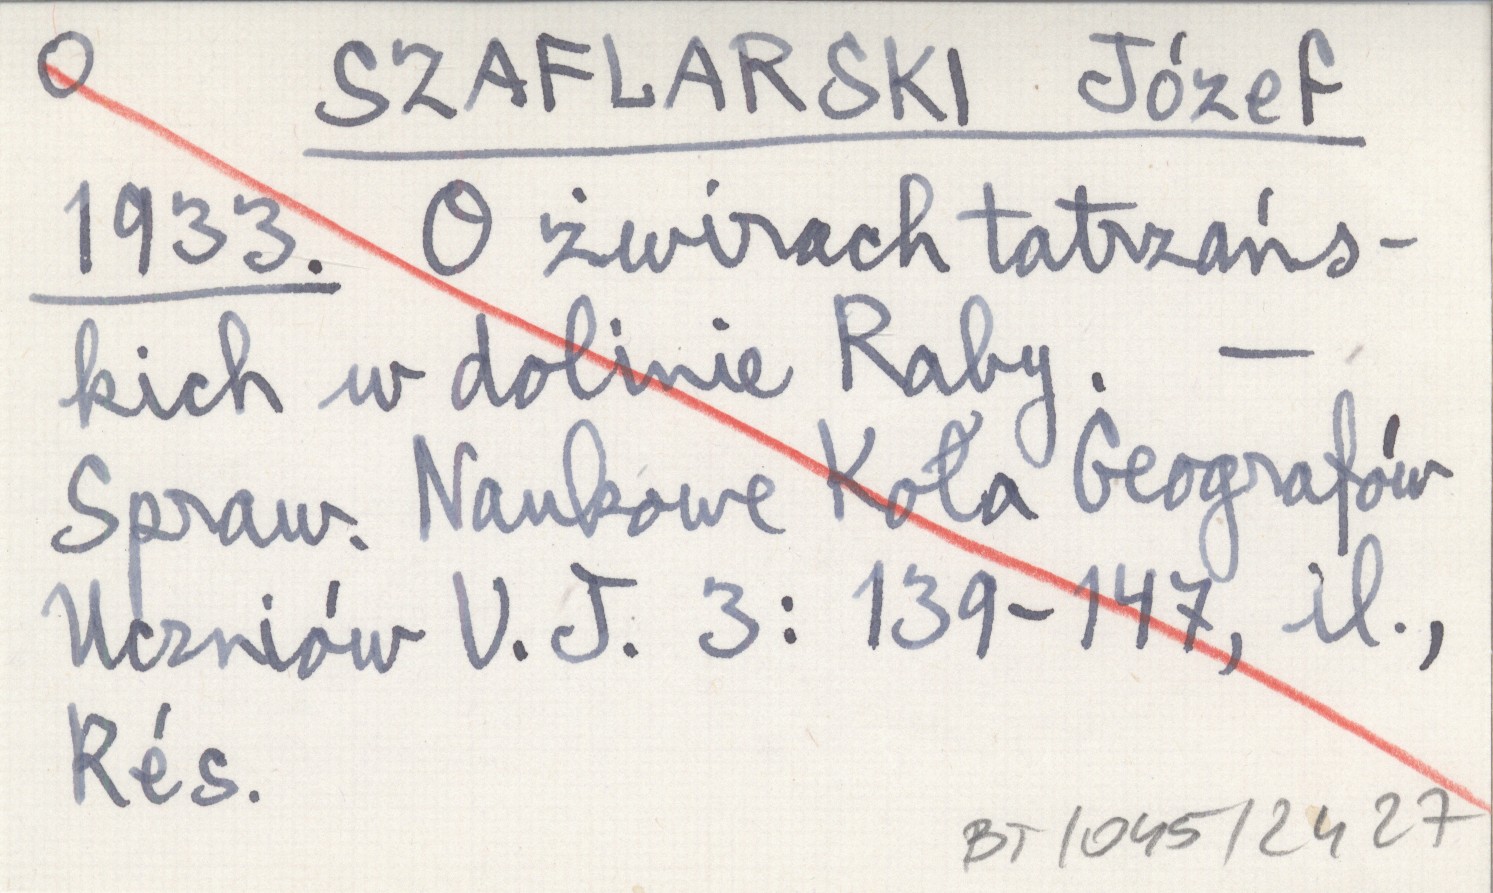 O SZAFLARSKI Józef
1933. O żwirach tatrzańs-
kich w dolinie Raby. —
Spraw. Naukowe Koła Geografów
Uczniów U.J. 3: 139-147, il.,
Rés.
BT/045/2427